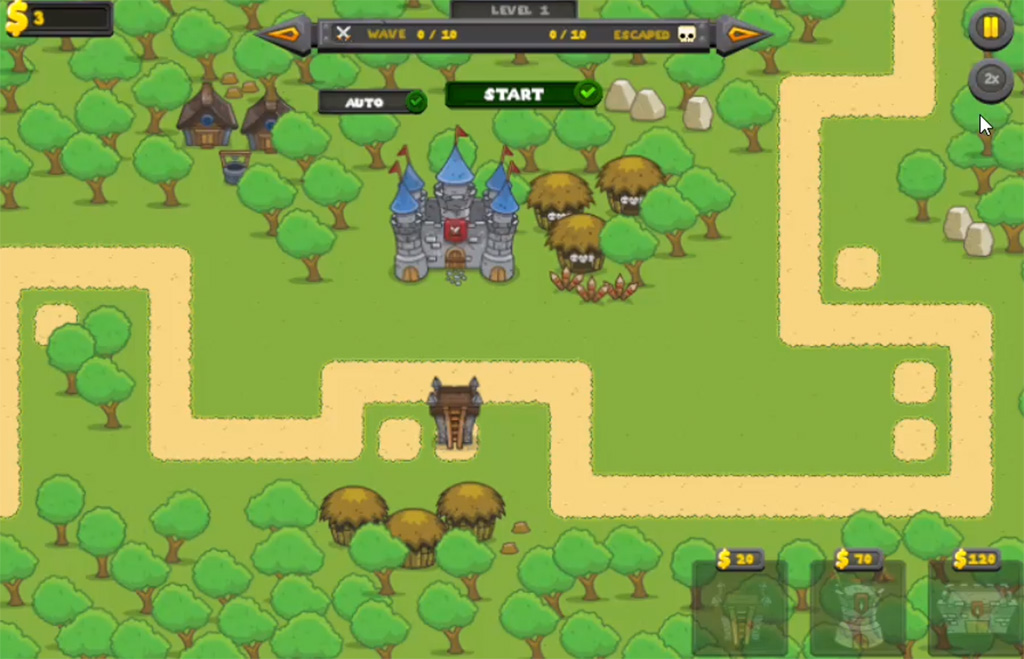 LEVEL 1
$ 3
WAVE 0 / 10 0 / 10 ESCAPED
2x
AUTO
START
$ 20
$ 70
$ 120